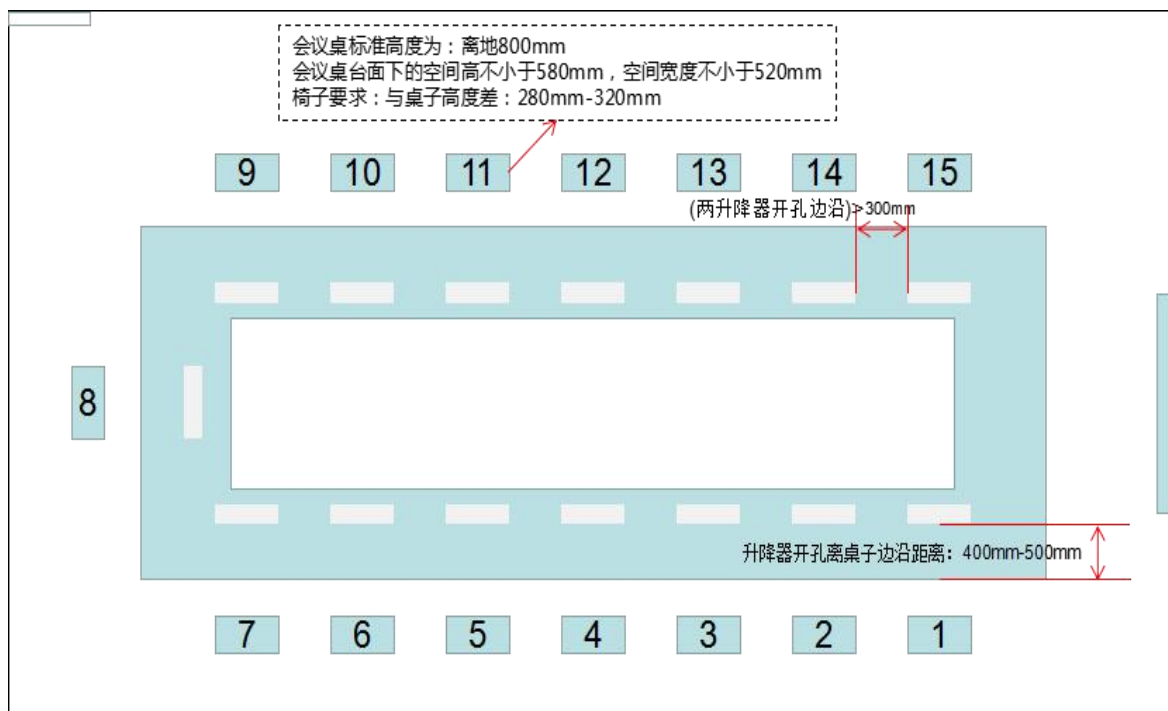 会议桌标准高度为：离地800mm
会议桌台面下的空间高不小于580mm，空间宽度不小于520mm
椅子要求：与桌子高度差：280mm-320mm
9 10 11 12 13 14 15
(两升降器开孔边沿)>300mm
8
升降器开孔离桌子边沿距离：400mm-500mm
7 6 5 4 3 2 1